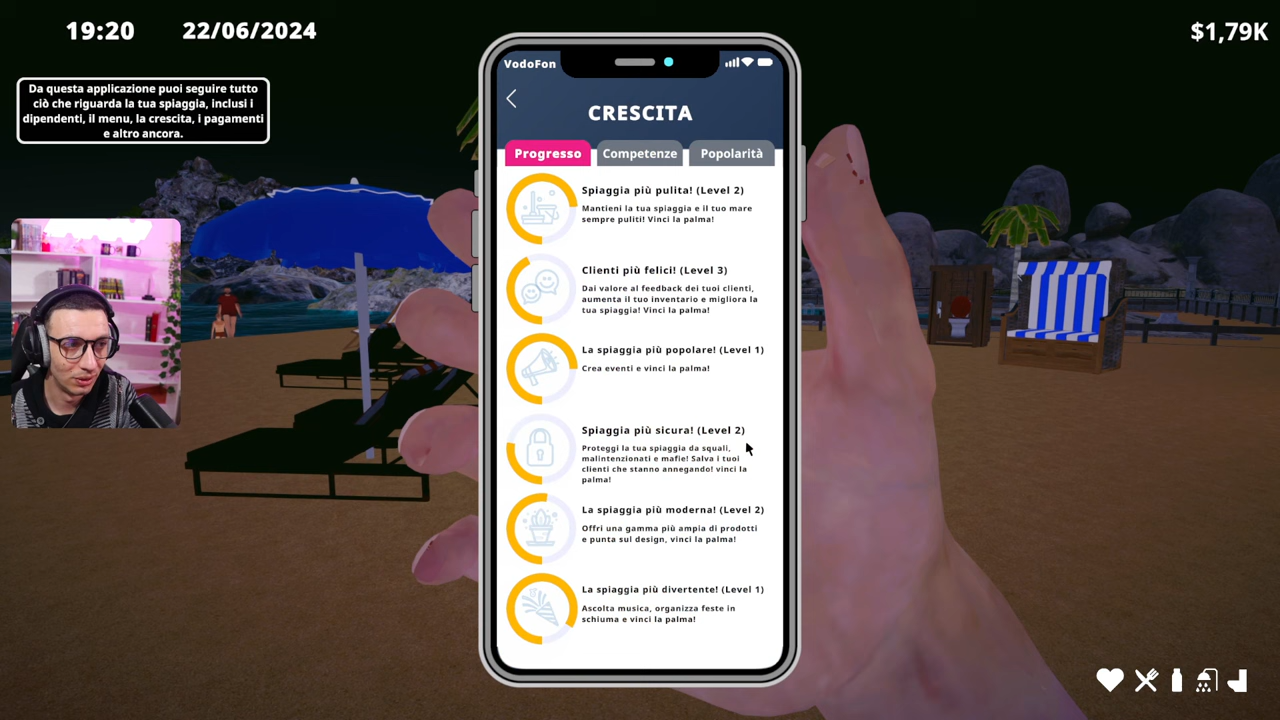 19:20
22/06/2024
$1,79K
Da questa applicazione puoi seguire tutto
ciò che riguarda la tua spiaggia, inclusi i
dipendenti, il menu, la crescita, i pagamenti
e altro ancora.
VodoFon
CRESCITA
Progresso
Competenze
Popolarità
Spiaggia più pulita! (Level 2)
Mantieni la tua spiaggia e il tuo mare
sempre puliti! Vinci la palma!
Clienti più felici! (Level 3)
Dai valore al feedback dei tuoi clienti,
aumenta il tuo inventario e migliora la
tua spiaggia! Vinci la palma!
La spiaggia più popolare! (Level 1)
Crea eventi e vinci la palma!
Spiaggia più sicura! (Level 2)
Proteggi la tua spiaggia da squali,
malintenzionati e mafie! Salva i tuoi
clienti che stanno annegando! vinci la
palma!
La spiaggia più moderna! (Level 2)
Offri una gamma più ampia di prodotti
e punta sul design, vinci la palma!
La spiaggia più divertente! (Level 1)
Ascolta musica, organizza feste in
schiuma e vinci la palma!